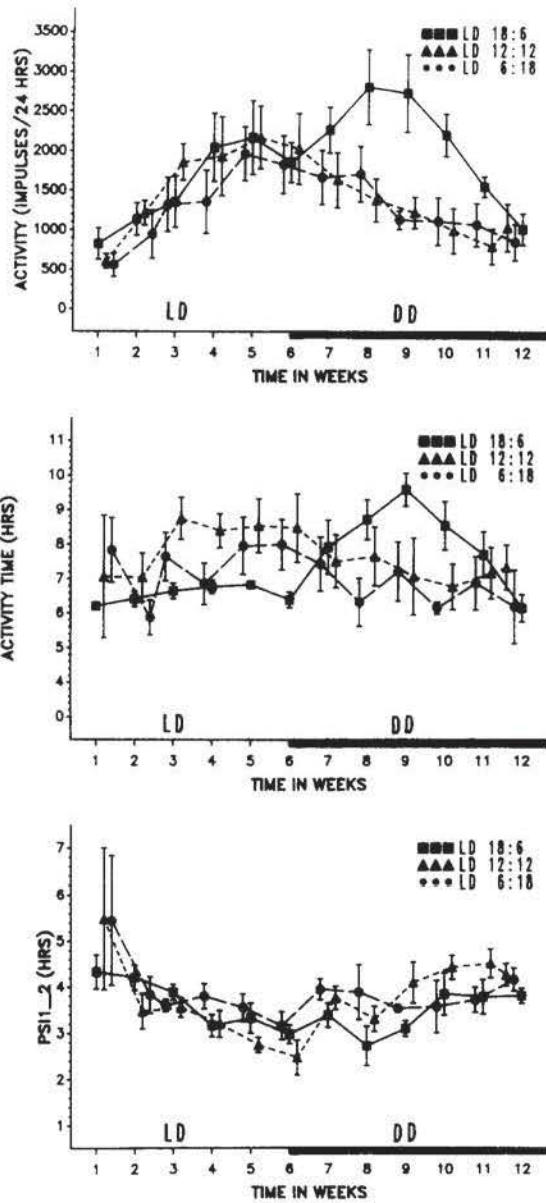 LD 18:6
LD 12:12
LD 6:18
3500
3000
2500
2000
1500
1000
500
0
ACTIVITY (IMPULSES/24 HRS)
LD DD
1 2 3 4 5 6 7 8 9 10 11 12
TIME IN WEEKS
LD 18:6
LD 12:12
LD 6:18
11
10
9
8
7
6
5
4
0
ACTIVITY TIME (HRS)
LD DD
1 2 3 4 5 6 7 8 9 10 11 12
TIME IN WEEKS
LD 18:6
LD 12:12
LD 6:18
7
6
5
4
3
2
1
PSI1_2 (HRS)
LD DD
1 2 3 4 5 6 7 8 9 10 11 12
TIME IN WEEKS